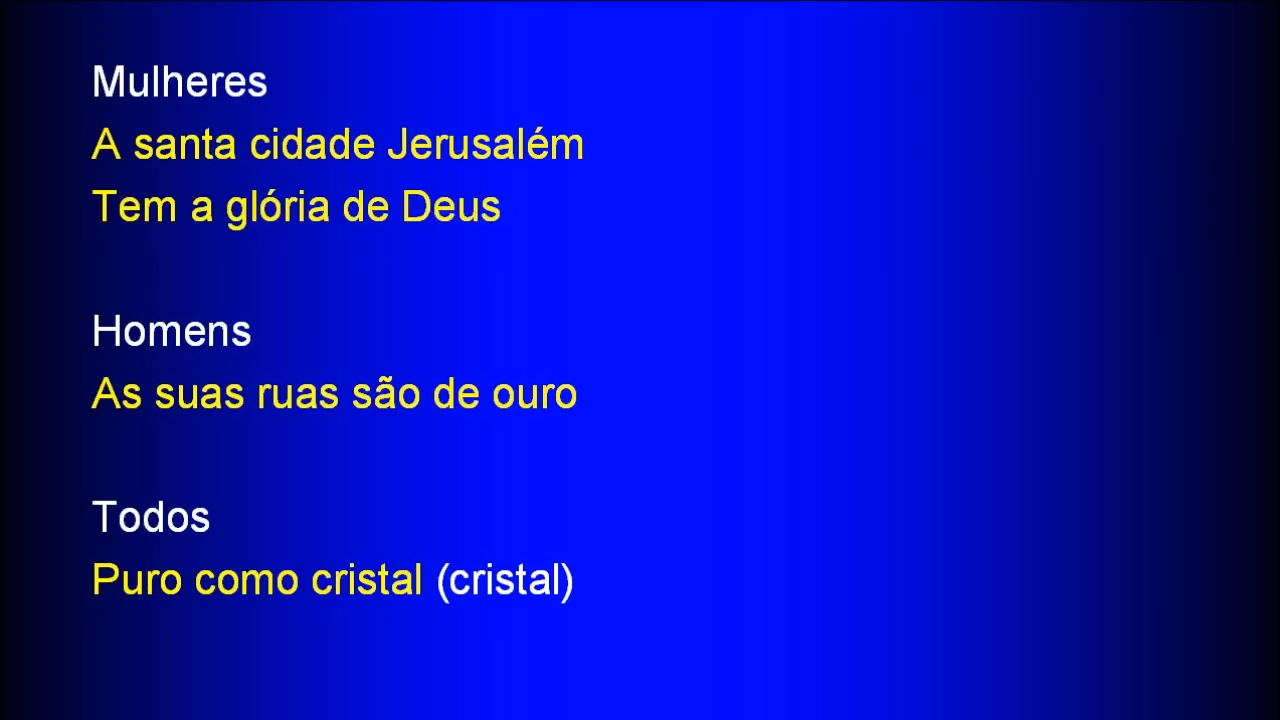 Mulheres
A santa cidade Jerusalém
Tem a glória de Deus
Homens
As suas ruas são de ouro
Todos
Puro como cristal (cristal)